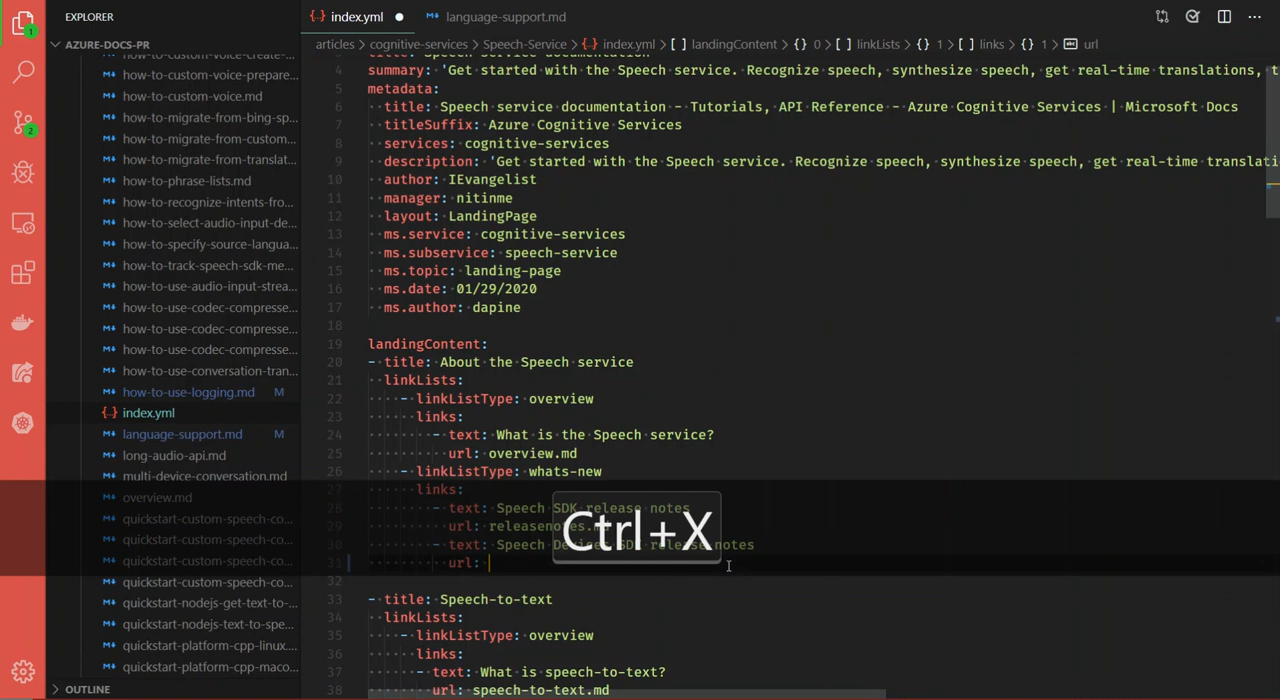 EXPLORER
index.yml
language-support.md
AZURE-DOCS-PR
articles > cognitive-services > Speech-Service > {··} index.yml > [ ] landingContent > {} 0 > [ ] linkLists > {} 1 > [ ] links > {} 1 > abc url
1
2
how-to-custom-voice-create-...
how-to-custom-voice-prepare...
how-to-custom-voice.md
how-to-migrate-from-bing-sp...
how-to-migrate-from-custom...
how-to-migrate-from-translat...
how-to-phrase-lists.md
how-to-recognize-intents-fro...
how-to-select-audio-input-de...
how-to-specify-source-langua...
how-to-track-speech-sdk-me...
how-to-use-audio-input-strea...
how-to-use-codec-compresse...
how-to-use-codec-compresse...
how-to-use-codec-compresse...
how-to-use-conversation-tran...
how-to-use-logging.md M
index.yml
language-support.md M
long-audio-api.md
multi-device-conversation.md
overview.md
quickstart-custom-speech-co...
quickstart-custom-speech-co...
quickstart-custom-speech-co...
quickstart-custom-speech-co...
quickstart-nodejs-get-text-to-...
quickstart-nodejs-text-to-spe...
quickstart-platform-cpp-linux....
quickstart-platform-cpp-maco...
OUTLINE
4 summary: 'Get started with the Speech service. Recognize speech, synthesize speech, get real-time translations, t
5 metadata:
6 title: Speech service documentation - Tutorials, API Reference - Azure Cognitive Services | Microsoft Docs
7 titleSuffix: Azure Cognitive Services
8 services: cognitive-services
9 description: 'Get started with the Speech service. Recognize speech, synthesize speech, get real-time translati
10 author: IEvangelist
11 manager: nitinme
12 layout: LandingPage
13 ms.service: cognitive-services
14 ms.subservice: speech-service
15 ms.topic: landing-page
16 ms.date: 01/29/2020
17 ms.author: dapine
18
19 landingContent:
20 - title: About the Speech service
21 linkLists:
22 - linkListType: overview
23 links:
24 - text: What is the Speech service?
25 url: overview.md
26 - linkListType: whats-new
27 links:
28 - text: Speech SDK release notes
29 url: releasenotes.md
30 - text: Speech Devices SDK release notes
31 url:
32
33 - title: Speech-to-text
34 linkLists:
35 - linkListType: overview
36 links:
37 - text: What is speech-to-text?
38 url: speech-to-text.md
Ctrl+X